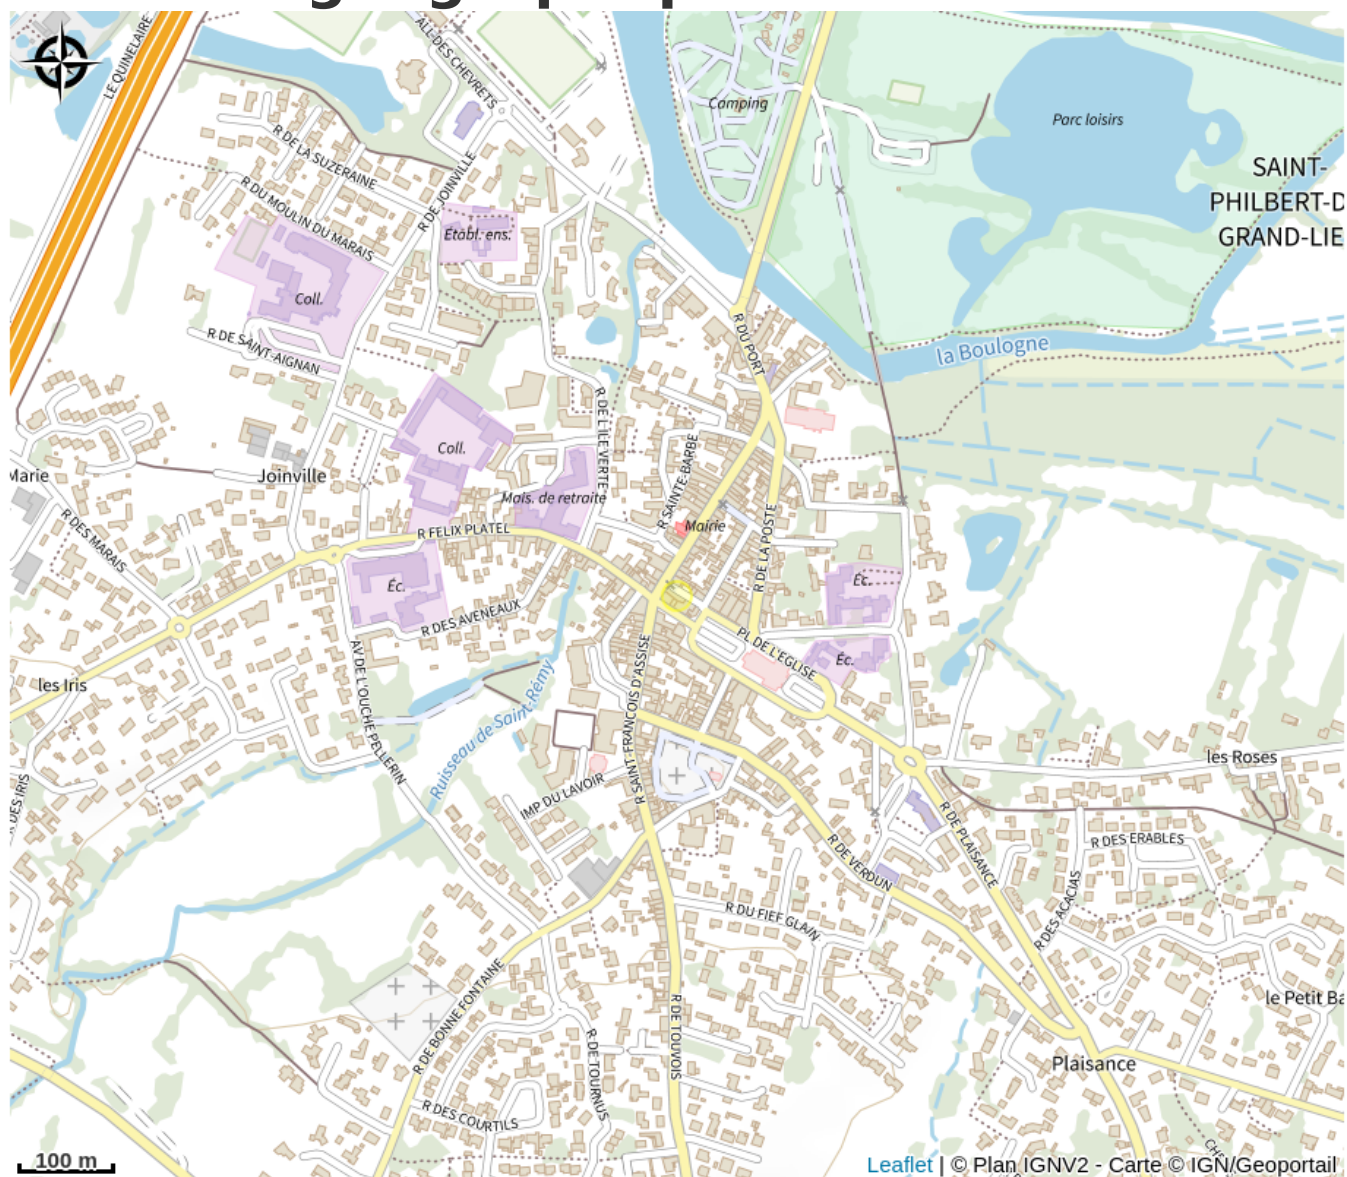 LE QUINELAIRE
ALL DES CHEVRETS
Camping
Parc loisirs
SAINT-
PHILBERT-D
GRAND-LIE
R DE LA SUZERAINE
R DE JOINVILLE
R DU MOULIN DU MARAIS
Établ. ens.
Coll.
R DE SAINT-AIGNAN
R DU PORT
la Boulogne
R DE L'ILE VERTE
Coll.
R SAINTE-BARBE
Marie
Joinville
Mais. de retraite
R DES MARAIS
R FELIX PLATEL
Mairie
R DE LA POSTE
Éc.
Éc.
R DES AVENEAUX
PL DE L'EGLISE
Éc.
les Iris
AV DE L'OUCHE PELLERIN
Ruisseau de Saint-Rémy
R SAINT-FRANCOIS D'ASSISE
les Roses
R DES IRIS
IMP DU LAVOIR
R DE PLAISANCE
R DES ERABLES
R DE VERDUN
R DES ACACIAS
R DU FIEF GLAIN
R DE BONNE FONTAINE
R DE TOUVOIS
le Petit Ba
R DE TOURNUS
Plaisance
R DES COURTILS
CHE
100 m
Leaflet | © Plan IGNV2 - Carte © IGN/Geoportail